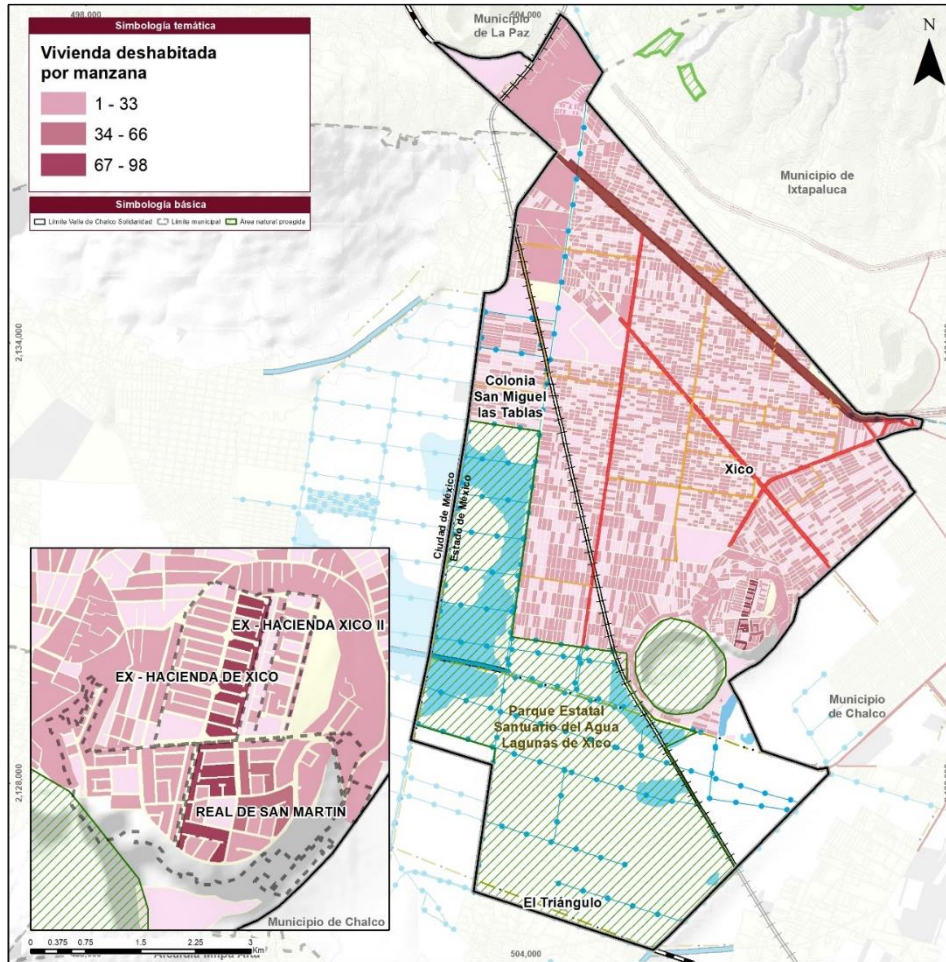 Simbología temática
Vivienda deshabitada
por manzana
1 - 33
34 - 66
67 - 98
Simbología básica
Límite Valle de Chalco Solidaridad
Límite municipal
Área natural protegida
498,000
504,000
Municipio
de La Paz
N
Municipio de
Ixtapaluca
2,134,000
Colonia
San Miguel
las Tablas
Xico
Ciudad de México
Estado de México
Parque Estatal
Santuario del Agua
Lagunas de Xico
Municipio
de Chalco
2,128,000
El Triángulo
EX - HACIENDA XICO II
EX - HACIENDA DE XICO
REAL DE SAN MARTIN
Municipio de Chalco
0 0.375 0.75 1.5 2.25 3
Km
504,000